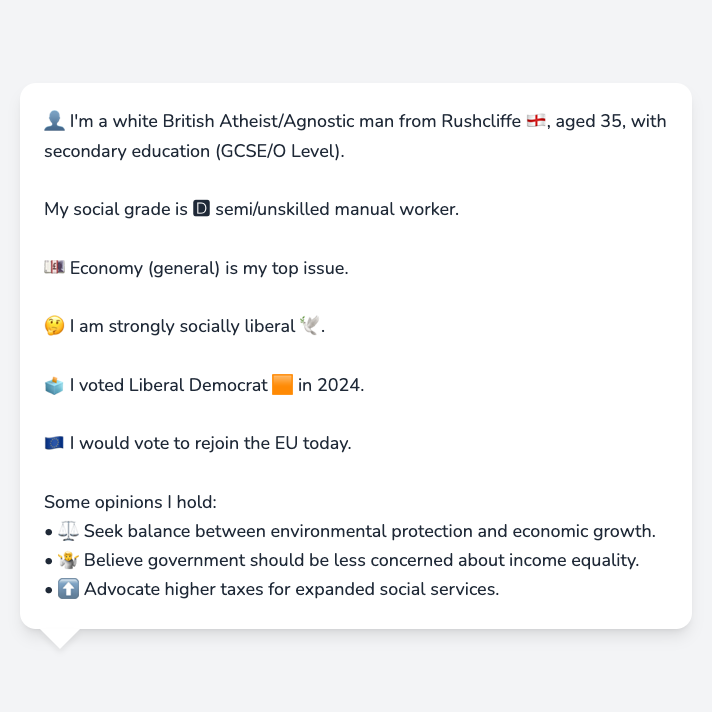 👤 I'm a white British Atheist/Agnostic man from Rushcliffe 🏴󠁧󠁢󠁥󠁮󠁧󠁿, aged 35, with
secondary education (GCSE/O Level).
My social grade is 🅳 semi/unskilled manual worker.
💷 Economy (general) is my top issue.
🤔 I am strongly socially liberal 🕊️.
🗳️ I voted Liberal Democrat 🟧 in 2024.
🇪🇺 I would vote to rejoin the EU today.
Some opinions I hold:
• ⚖️ Seek balance between environmental protection and economic growth.
• 🤷 Believe government should be less concerned about income equality.
• ⬆️ Advocate higher taxes for expanded social services.